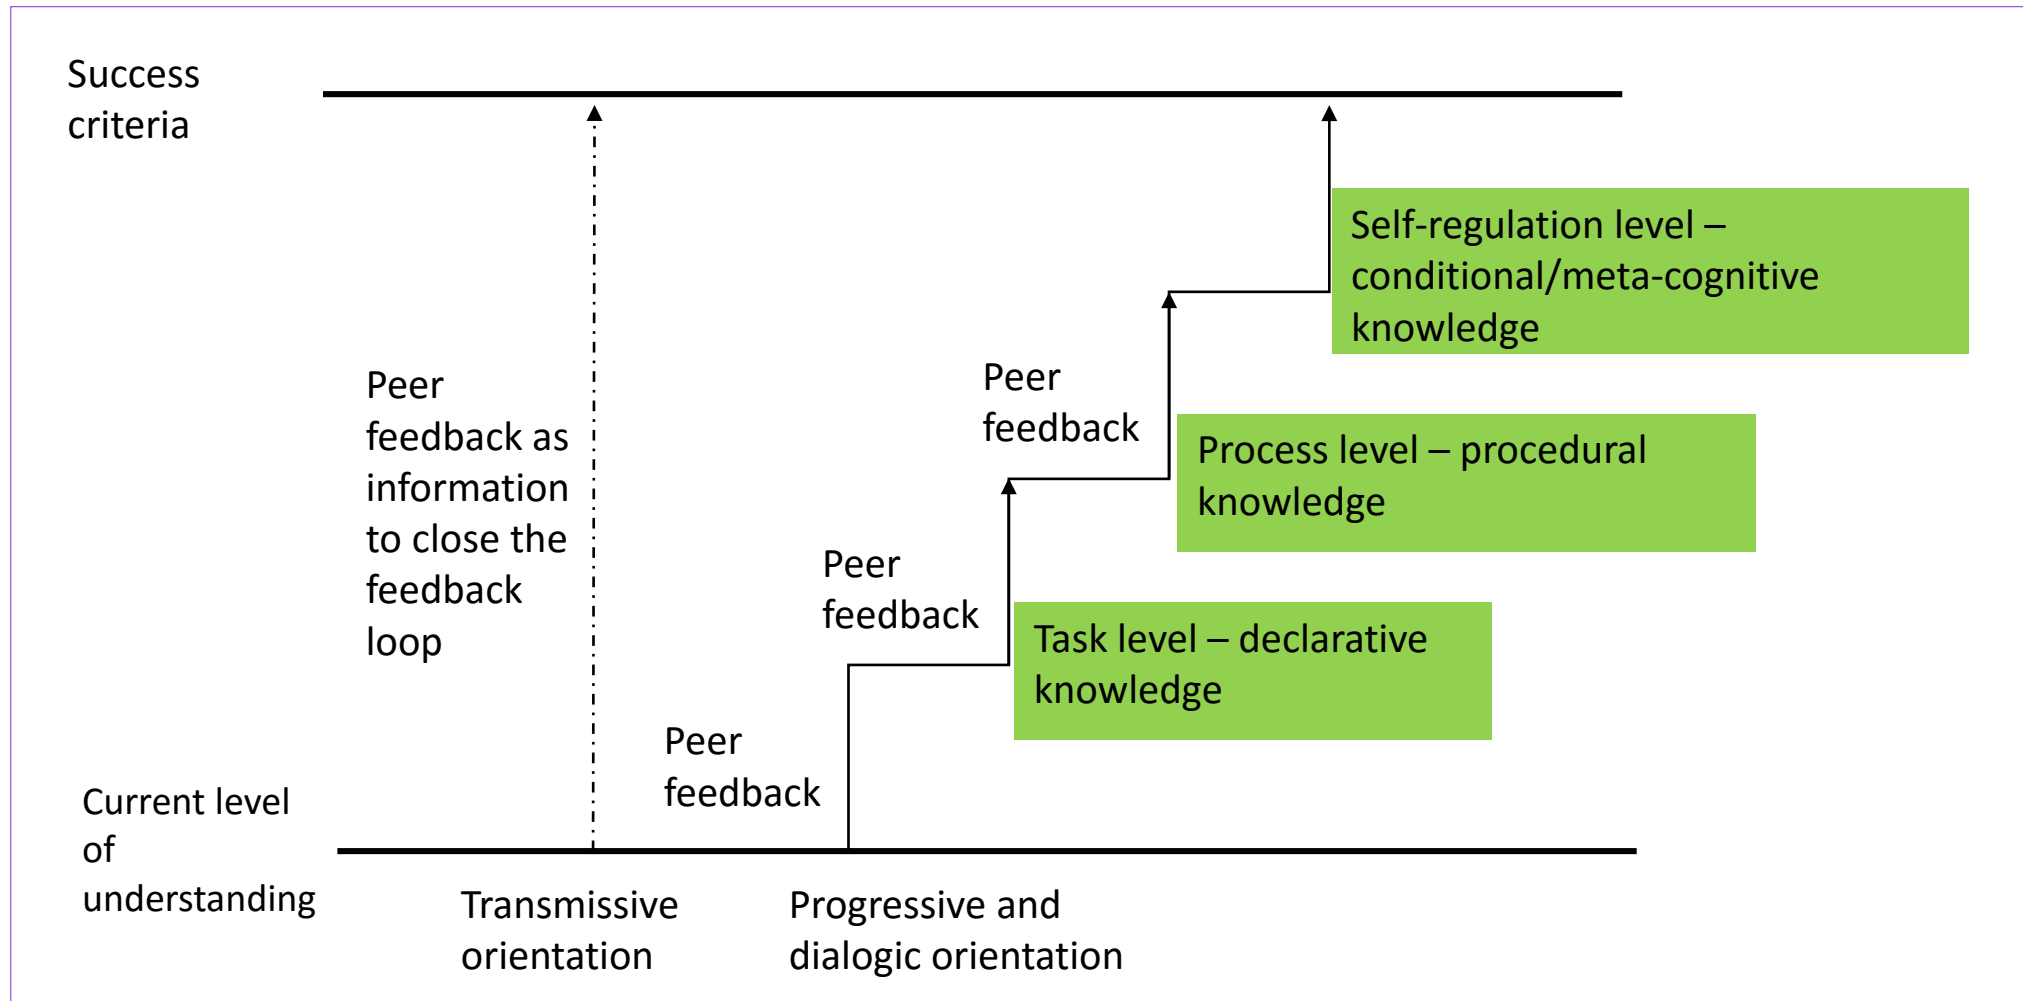 Success
criteria
Self-regulation level –
conditional/meta-cognitive
knowledge
Peer
feedback as
information
to close the
feedback
loop
Peer
feedback
Process level – procedural
knowledge
Peer
feedback
Task level – declarative
knowledge
Peer
feedback
Current level
of
understanding
Transmissive
orientation
Progressive and
dialogic orientation